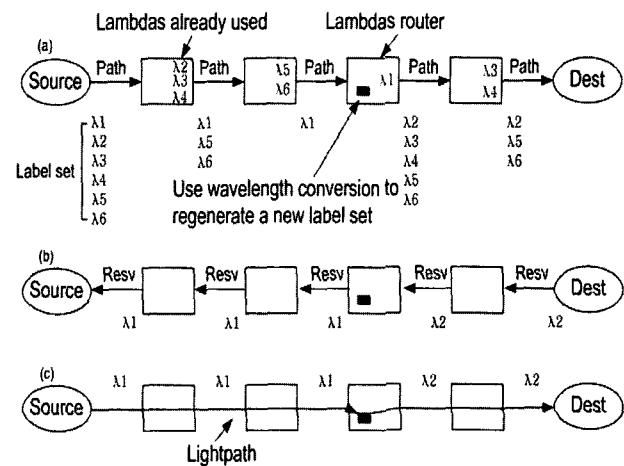 Lambdas already used
Lambdas router
(a)
Source
Path
λ2
λ3
λ4
Path
λ5
λ6
Path
λ1
Path
λ3
λ4
Path
Dest
Label set
λ1
λ2
λ3
λ4
λ5
λ6
λ1
λ5
λ6
λ1
λ2
λ3
λ4
λ5
λ6
λ2
λ5
λ6
Use wavelength conversion to
regenerate a new label set
(b)
Source
Resv
Resv
Resv
Resv
Resv
Dest
λ1
λ1
λ1
λ2
λ2
(c)
λ1
λ1
λ1
λ2
λ2
Source
Dest
Lightpath